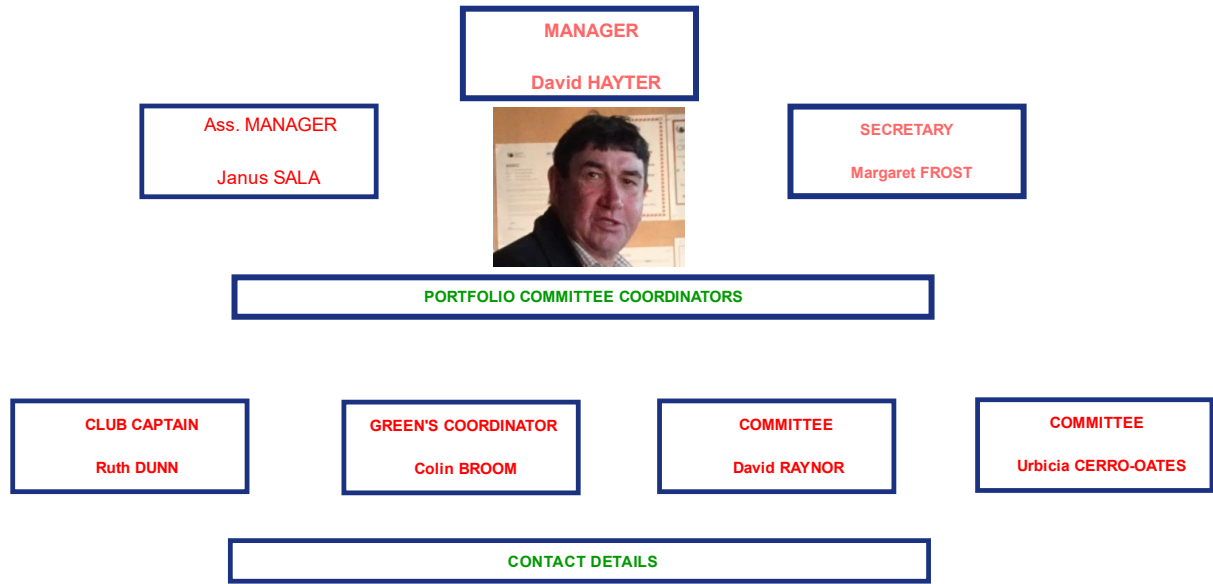 MANAGER
David HAYTER
Ass. MANAGER
Janus SALA
SECRETARY
Margaret FROST
PORTFOLIO COMMITTEE COORDINATORS
CLUB CAPTAIN
Ruth DUNN
GREEN'S COORDINATOR
Colin BROOM
COMMITTEE
David RAYNOR
COMMITTEE
Urbicia CERRO-OATES
CONTACT DETAILS